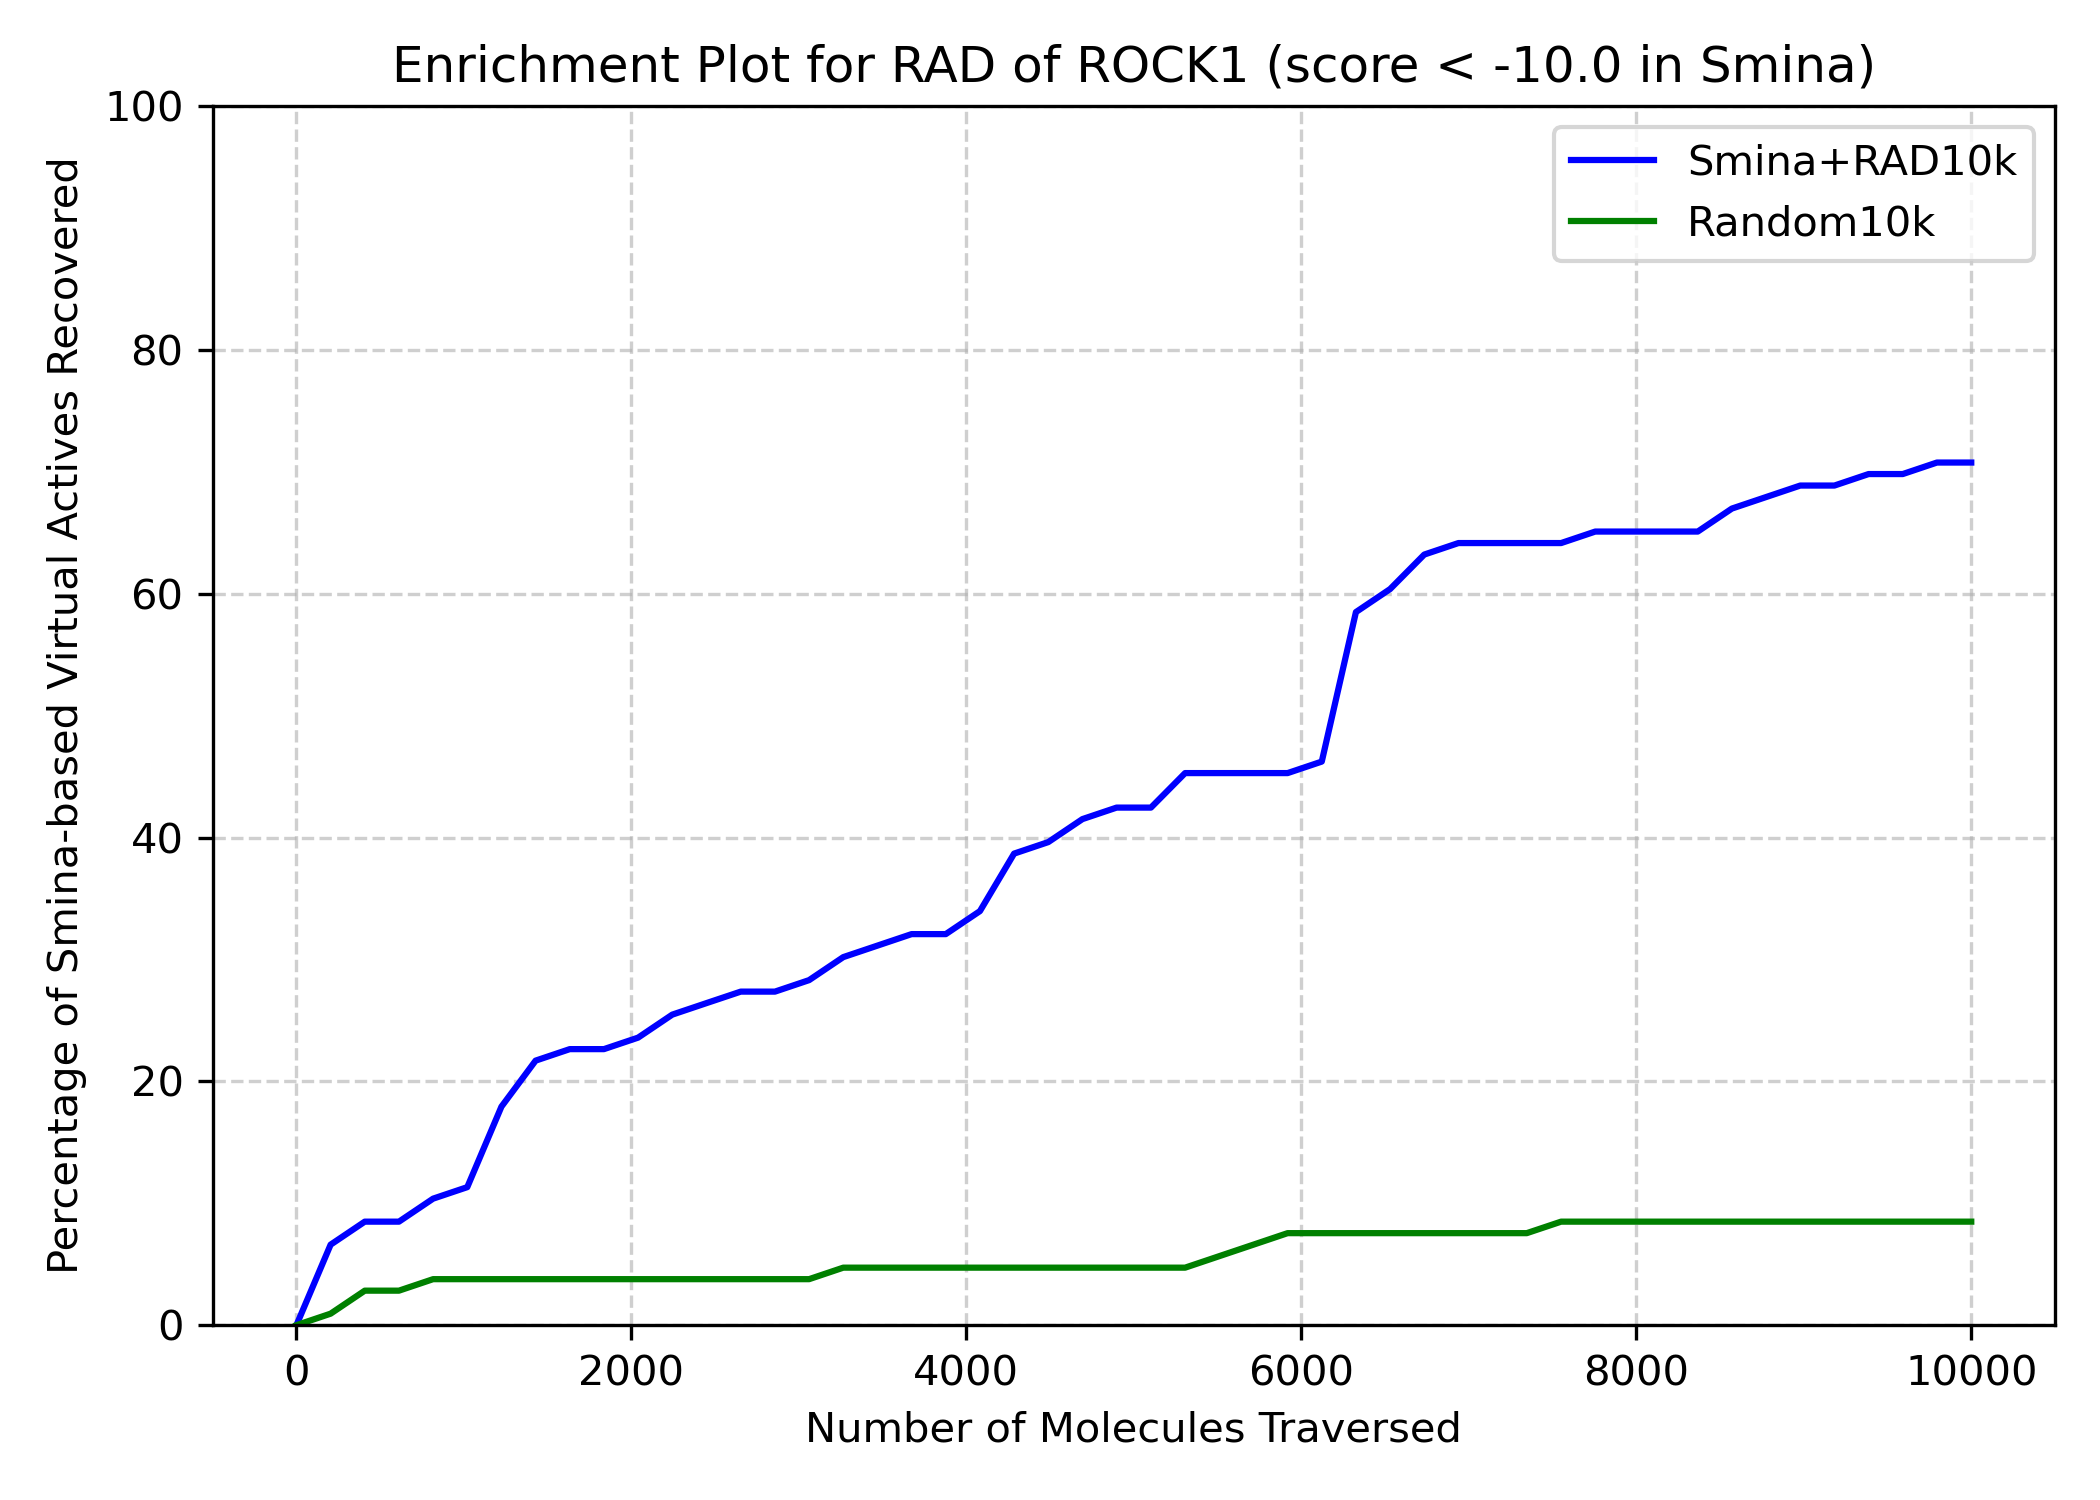 Enrichment Plot for RAD of ROCK1 (score < -10.0 in Smina)
Percentage of Smina-based Virtual Actives Recovered
100
80
60
40
20
0
Smina+RAD10k
Random10k
0 2000 4000 6000 8000 10000
Number of Molecules Traversed